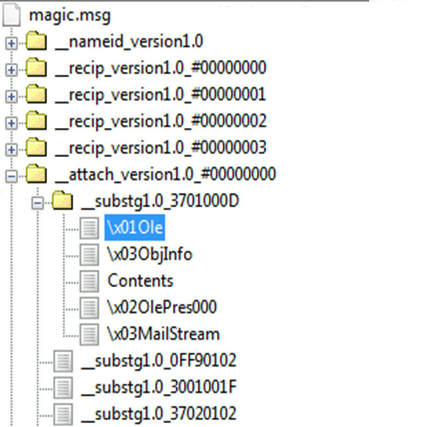 magic.msg
__nameid_version1.0
__recip_version1.0_#00000000
__recip_version1.0_#00000001
__recip_version1.0_#00000002
__recip_version1.0_#00000003
__attach_version1.0_#00000000
__substg1.0_3701000D
\x01Ole
\x03ObjInfo
Contents
\x02OlePres000
\x03MailStream
__substg1.0_0FF90102
__substg1.0_3001001F
__substg1.0_37020102